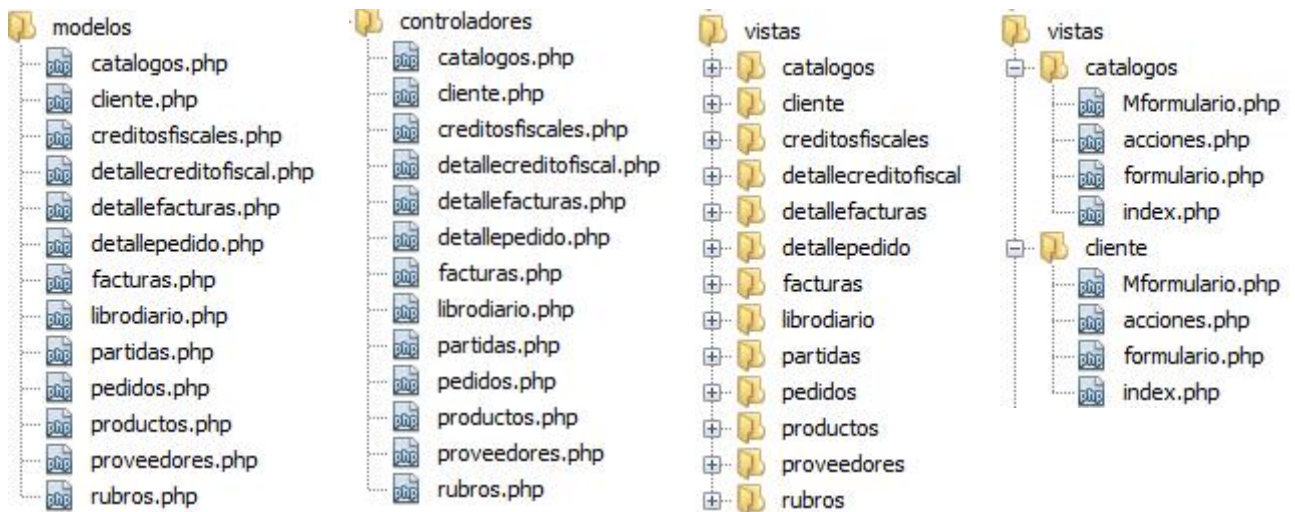 modelos
catalogos.php
cliente.php
creditosfiscales.php
detallecreditofiscal.php
detallefacturas.php
detallepedido.php
facturas.php
librodiario.php
partidas.php
pedidos.php
productos.php
proveedores.php
rubros.php
controladores
catalogos.php
cliente.php
creditosfiscales.php
detallecreditofiscal.php
detallefacturas.php
detallepedido.php
facturas.php
librodiario.php
partidas.php
pedidos.php
productos.php
proveedores.php
rubros.php
vistas
catalogos
cliente
creditosfiscales
detallecreditofiscal
detallefacturas
detallepedido
facturas
librodiario
partidas
pedidos
productos
proveedores
rubros
vistas
catalogos
Mformulario.php
acciones.php
formulario.php
index.php
cliente
Mformulario.php
acciones.php
formulario.php
index.php